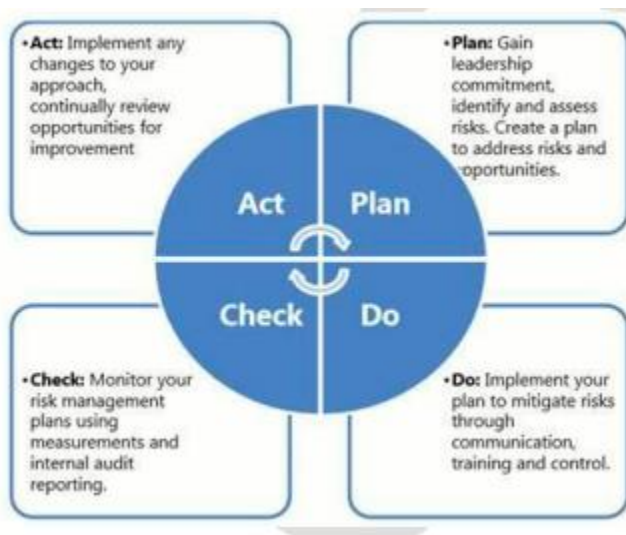 •Act: Implement any
changes to your
approach,
continually review
opportunities for
improvement
•Plan: Gain
leadership
commitment,
identify and assess
risks. Create a plan
to address risks and
opportunities.
Act
Plan
Check
Do
•Check: Monitor your
risk management
plans using
measurements and
internal audit
reporting.
•Do: Implement your
plan to mitigate risks
through
communication,
training and control.